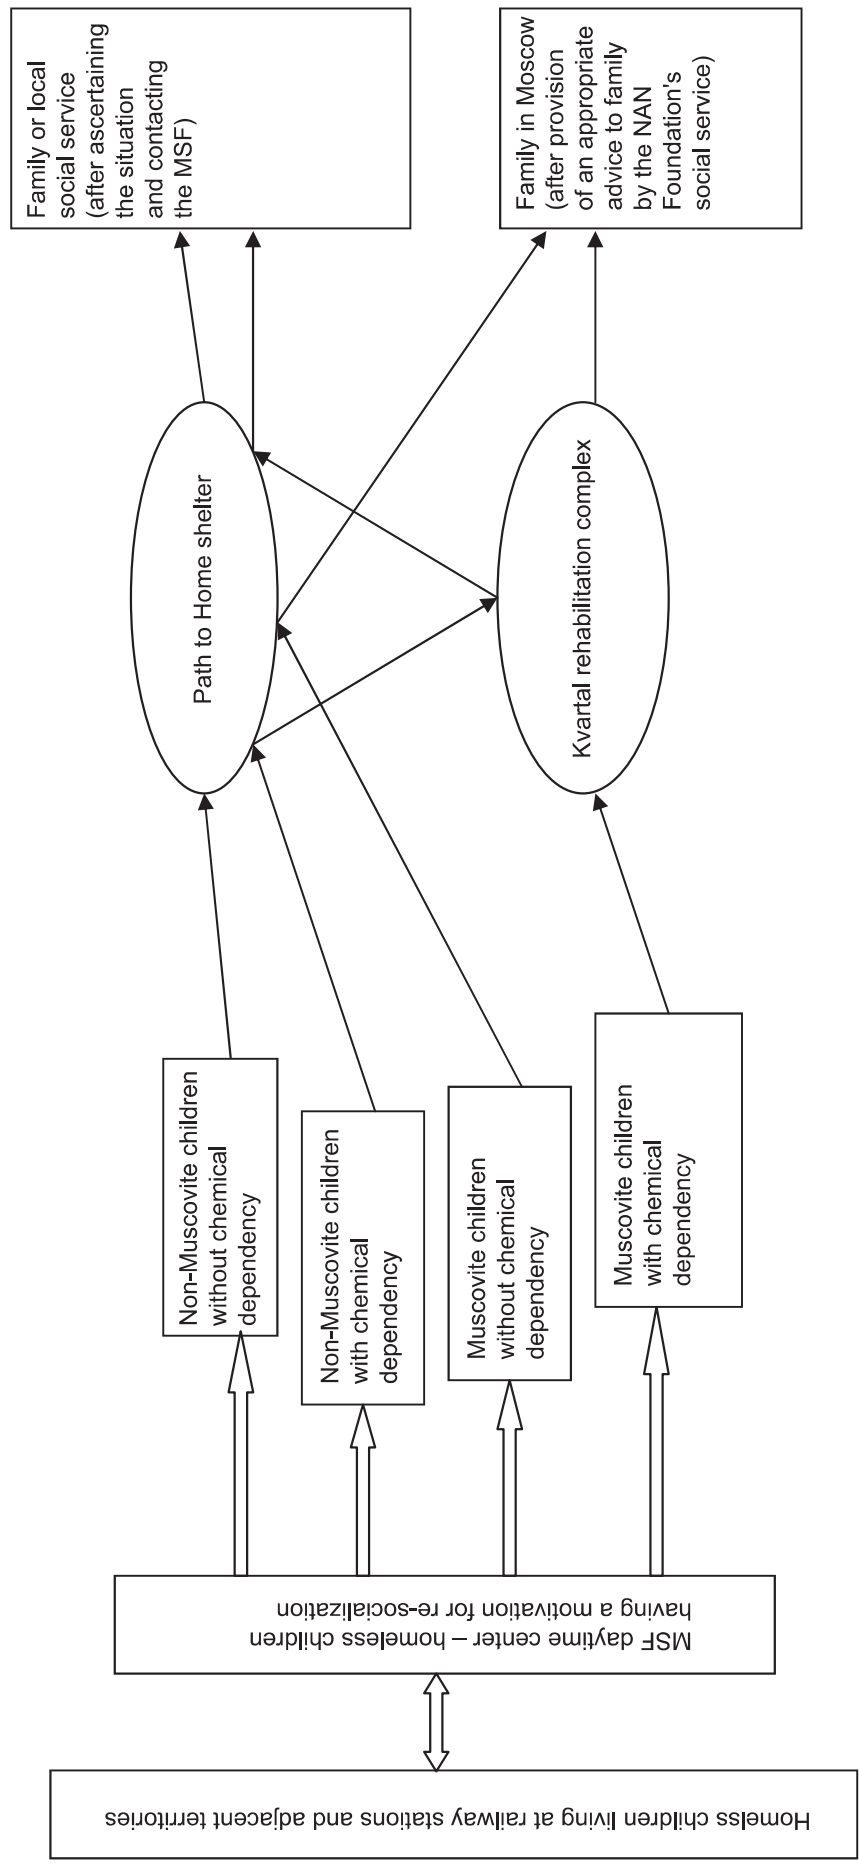 Homelss children living at railway stations and adjacent territories
MSF daytime center – homeless children
having a motivation for re-socialization
Non-Muscovite children
without chemical
dependency
Non-Muscovite children
with chemical
dependency
Muscovite children
without chemical
dependency
Muscovite children
with chemical
dependency
Path to Home shelter
Kvartal rehabilitation complex
Family or local
social service
(after ascertaining
the situation
and contacting
the MSF)
Family in Moscow
(after provision
of an appropriate
advice to family
by the NAN
Foundation's
social service)